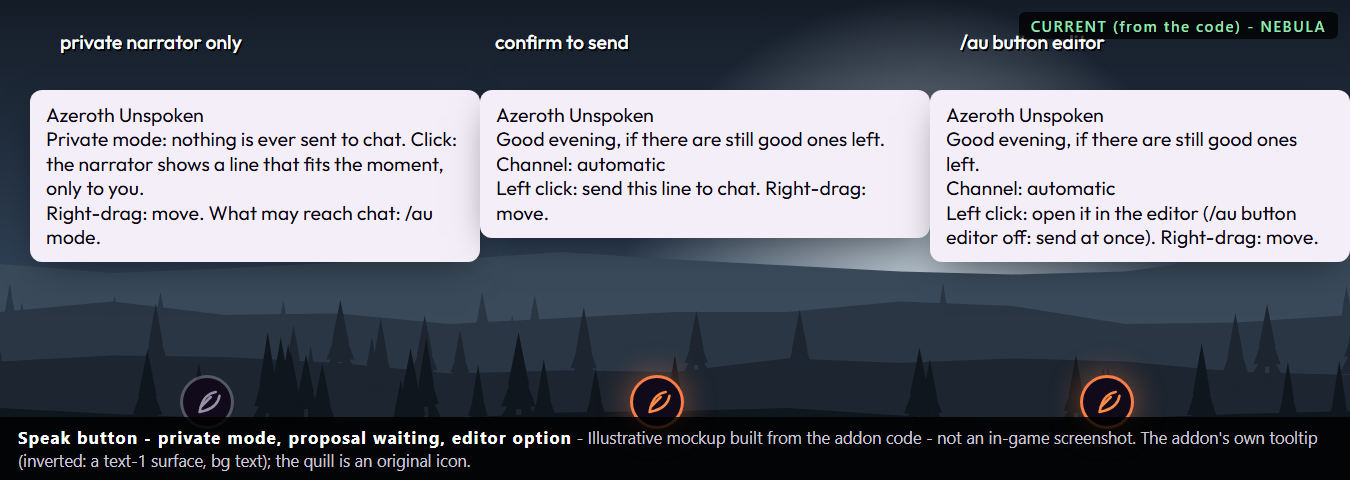 CURRENT (from the code) - NEBULA
private narrator only
confirm to send
/au button editor
Azeroth Unspoken
Private mode: nothing is ever sent to chat. Click:
the narrator shows a line that fits the moment,
only to you.
Right-drag: move. What may reach chat: /au
mode.
Azeroth Unspoken
Good evening, if there are still good ones left.
Channel: automatic
Left click: send this line to chat. Right-drag:
move.
Azeroth Unspoken
Good evening, if there are still good ones
left.
Channel: automatic
Left click: open it in the editor (/au button
editor off: send at once). Right-drag: move.
Speak button - private mode, proposal waiting, editor option - Illustrative mockup built from the addon code - not an in-game screenshot. The addon's own tooltip
(inverted: a text-1 surface, bg text); the quill is an original icon.